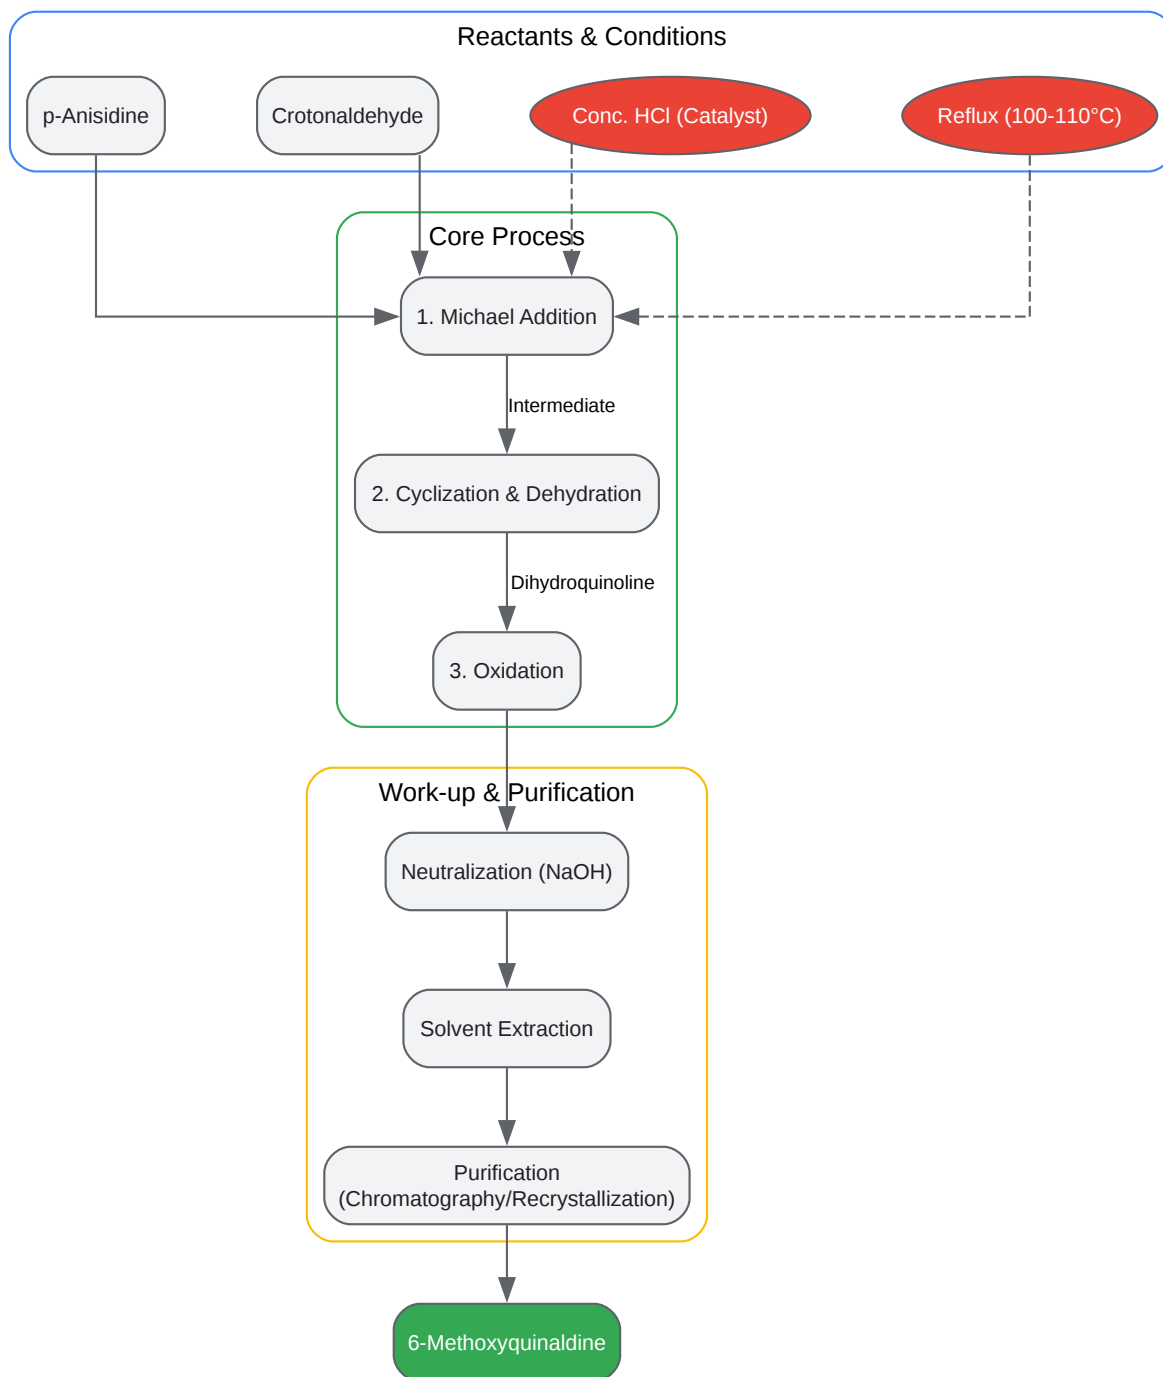 Reactants & Conditions
p-Anisidine
Crotonaldehyde
Conc. HCl (Catalyst)
Reflux (100-110°C)
Core Process
1. Michael Addition
Intermediate
2. Cyclization & Dehydration
Dihydroquinoline
3. Oxidation
Work-up & Purification
Neutralization (NaOH)
Solvent Extraction
Purification
(Chromatography/Recrystallization)
6-Methoxyquinaldine